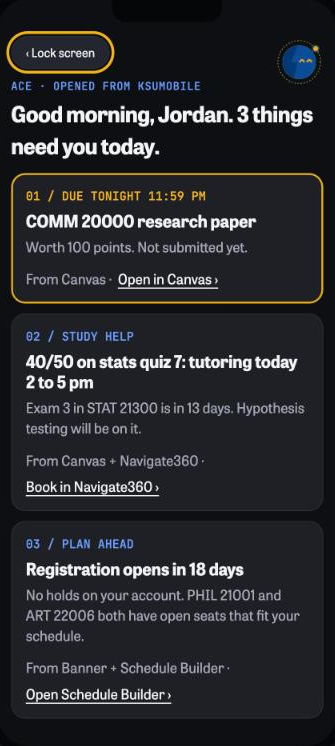 ‹ Lock screen
ACE · OPENED FROM KSUMOBILE
Good morning, Jordan. 3 things
need you today.
01 / DUE TONIGHT 11:59 PM
COMM 20000 research paper
Worth 100 points. Not submitted yet.
From Canvas · Open in Canvas ›
02 / STUDY HELP
40/50 on stats quiz 7: tutoring today
2 to 5 pm
Exam 3 in STAT 21300 is in 13 days. Hypothesis
testing will be on it.
From Canvas + Navigate360 ·
Book in Navigate360 ›
03 / PLAN AHEAD
Registration opens in 18 days
No holds on your account. PHIL 21001 and
ART 22006 both have open seats that fit your
schedule.
From Banner + Schedule Builder ·
Open Schedule Builder ›